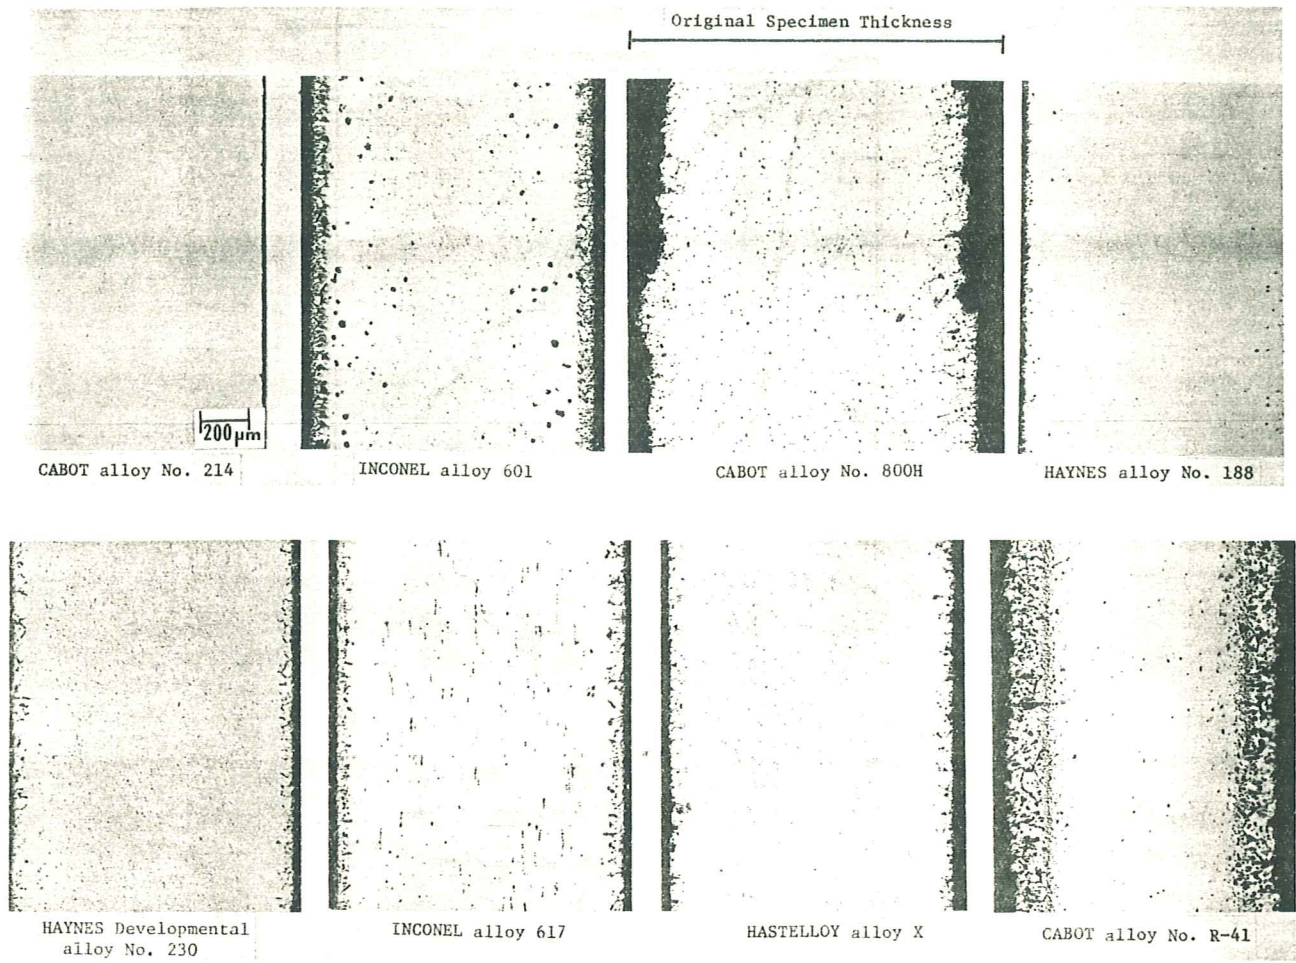 Original Specimen Thickness
200µm
CABOT alloy No. 214
INCONEL alloy 601
CABOT alloy No. 800H
HAYNES alloy No. 188
HAYNES Developmental
alloy No. 230
INCONEL alloy 617
HASTELLOY alloy X
CABOT alloy No. R-41